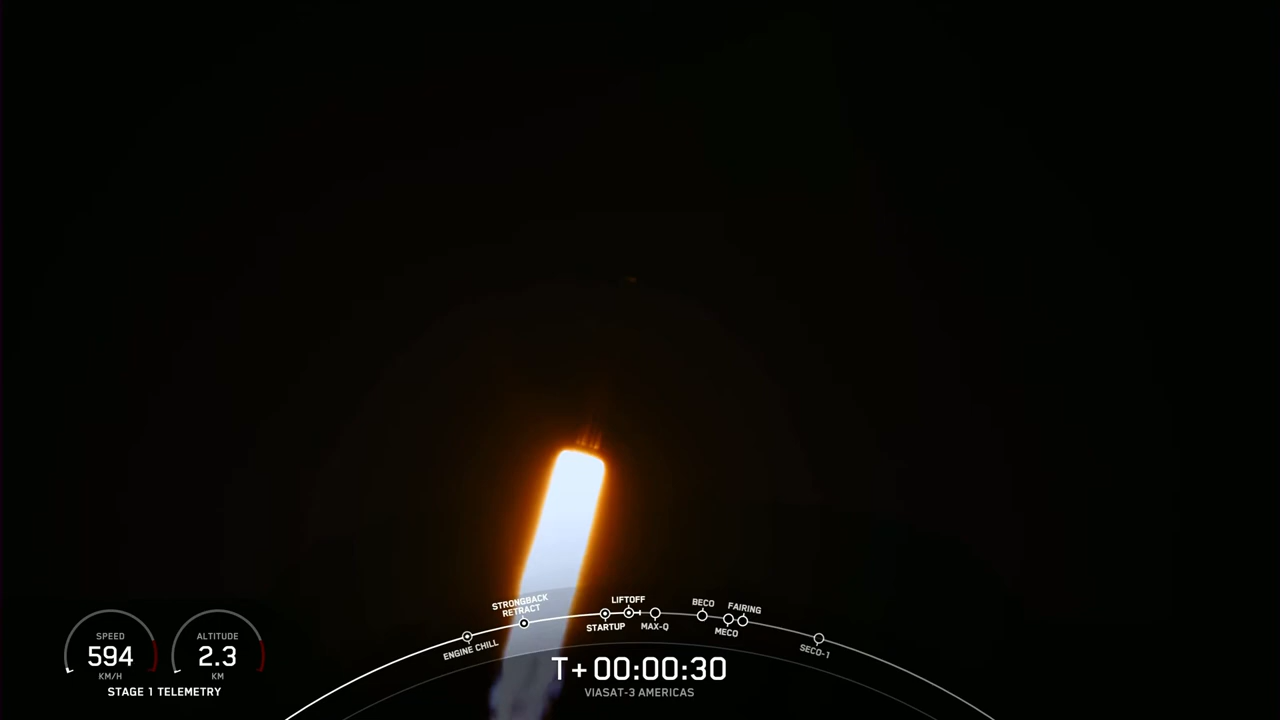 STRONGBACK
RETRACT
LIFTOFF
BECO
FAIRING
ENGINE CHILL
STARTUP
MAX-Q
MECO
SECO-1
SPEED
594
KM/H
ALTITUDE
2.3
KM
STAGE 1 TELEMETRY
T+00:00:30
VIASAT-3 AMERICAS